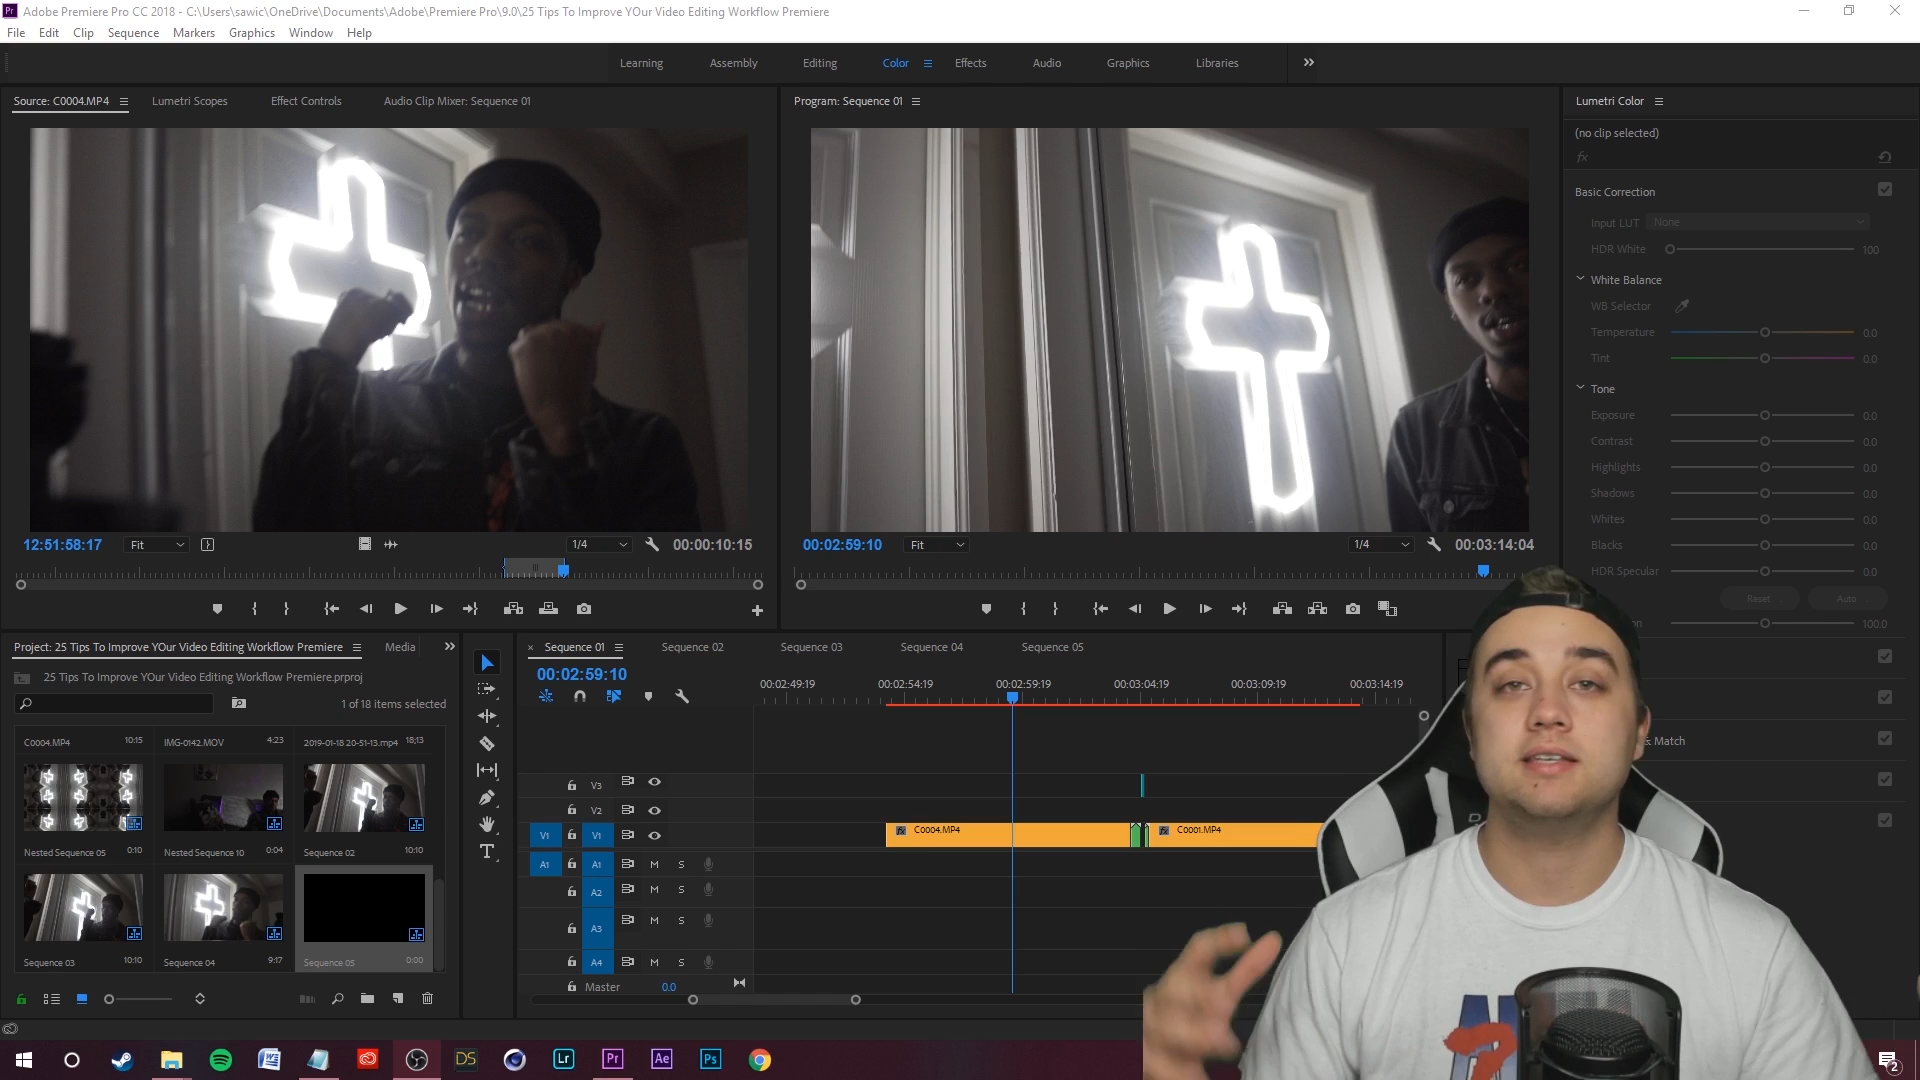 Adobe Premiere Pro CC 2018 - C:\Users\sawic\OneDrive\Documents\Adobe\Premiere Pro\9.0\25 Tips To Improve YOur Video Editing Workflow Premiere
File Edit Clip Sequence Markers Graphics Window Help
Learning Assembly Editing Color Effects Audio Graphics Libraries
Source: C0004.MP4 Lumetri Scopes Effect Controls Audio Clip Mixer: Sequence 01
Program: Sequence 01
Lumetri Color
(no clip selected)
fx
Basic Correction
Input LUT None
HDR White 100
White Balance
WB Selector
Temperature 0.0
Tint 0.0
Tone
Exposure 0.0
Contrast 0.0
Highlights 0.0
Shadows 0.0
Whites 0.0
Blacks 0.0
HDR Specular 0.0
Reset Auto
100.0
& Match
12:51:58:17 Fit 1/4 00:00:10:15
00:02:59:10 Fit 1/4 00:03:14:04
Project: 25 Tips To Improve YOur Video Editing Workflow Premiere Media
25 Tips To Improve YOur Video Editing Workflow Premiere.prproj
1 of 18 items selected
C0004.MP4 10:15 IMG-0142.MOV 4:23 2019-01-18 20-51-13.mp4 18:13
Nested Sequence 05 0:10 Nested Sequence 10 0:04 Sequence 02 10:10
Sequence 03 10:10 Sequence 04 9:17 Sequence 05 0:00
Sequence 01 Sequence 02 Sequence 03 Sequence 04 Sequence 05
00:02:59:10
00:02:49:19 00:02:54:19 00:02:59:19 00:03:04:19 00:03:09:19 00:03:14:19
V3
V2
V1 V1 fx C0004.MP4 fx C0001.MP4
A1 A1 M S
A2 M S
A3 M S
A4 M S
Master 0.0
T
DS Lr Pr Ae Ps
2